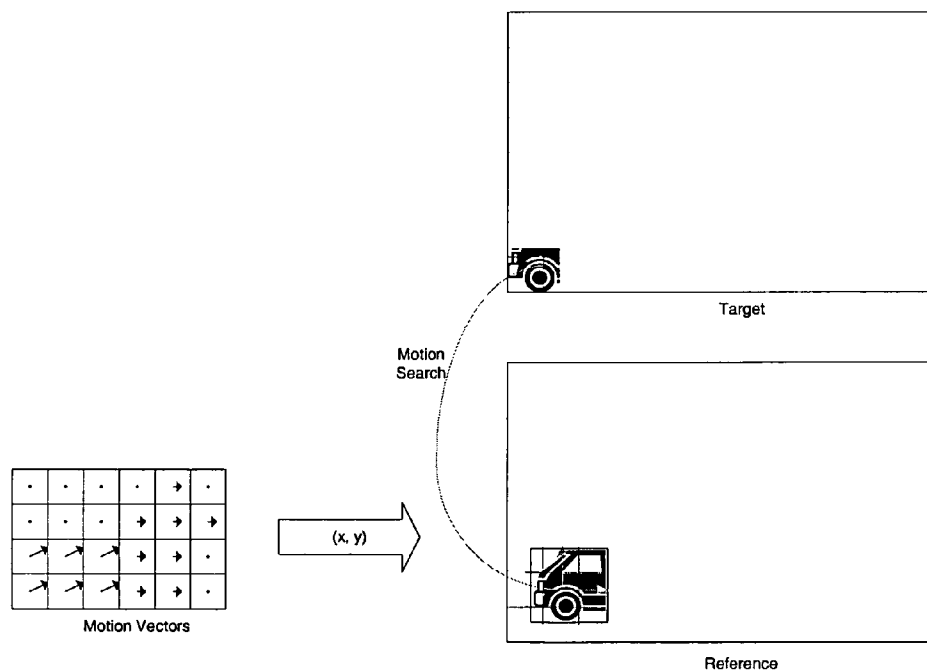 Target
Motion
Search
(x, y)
Motion Vectors
Reference